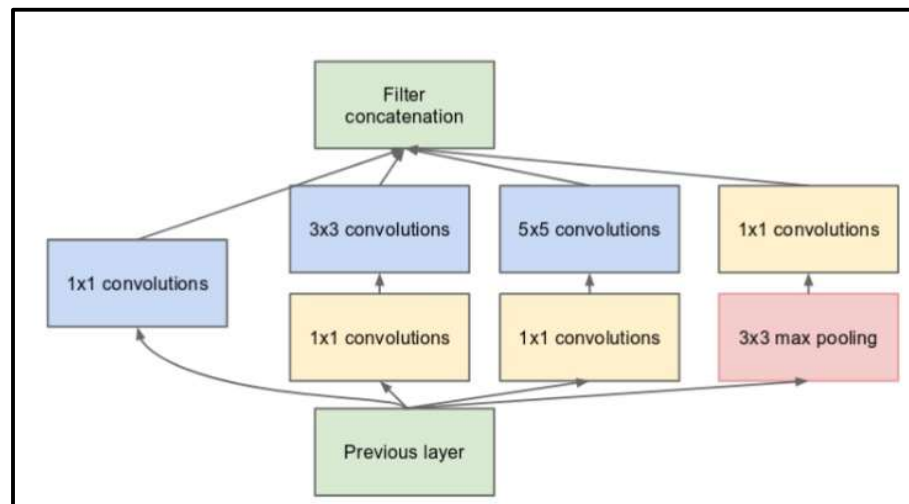 Filter
concatenation
3x3 convolutions
5x5 convolutions
1x1 convolutions
1x1 convolutions
1x1 convolutions
1x1 convolutions
3x3 max pooling
Previous layer